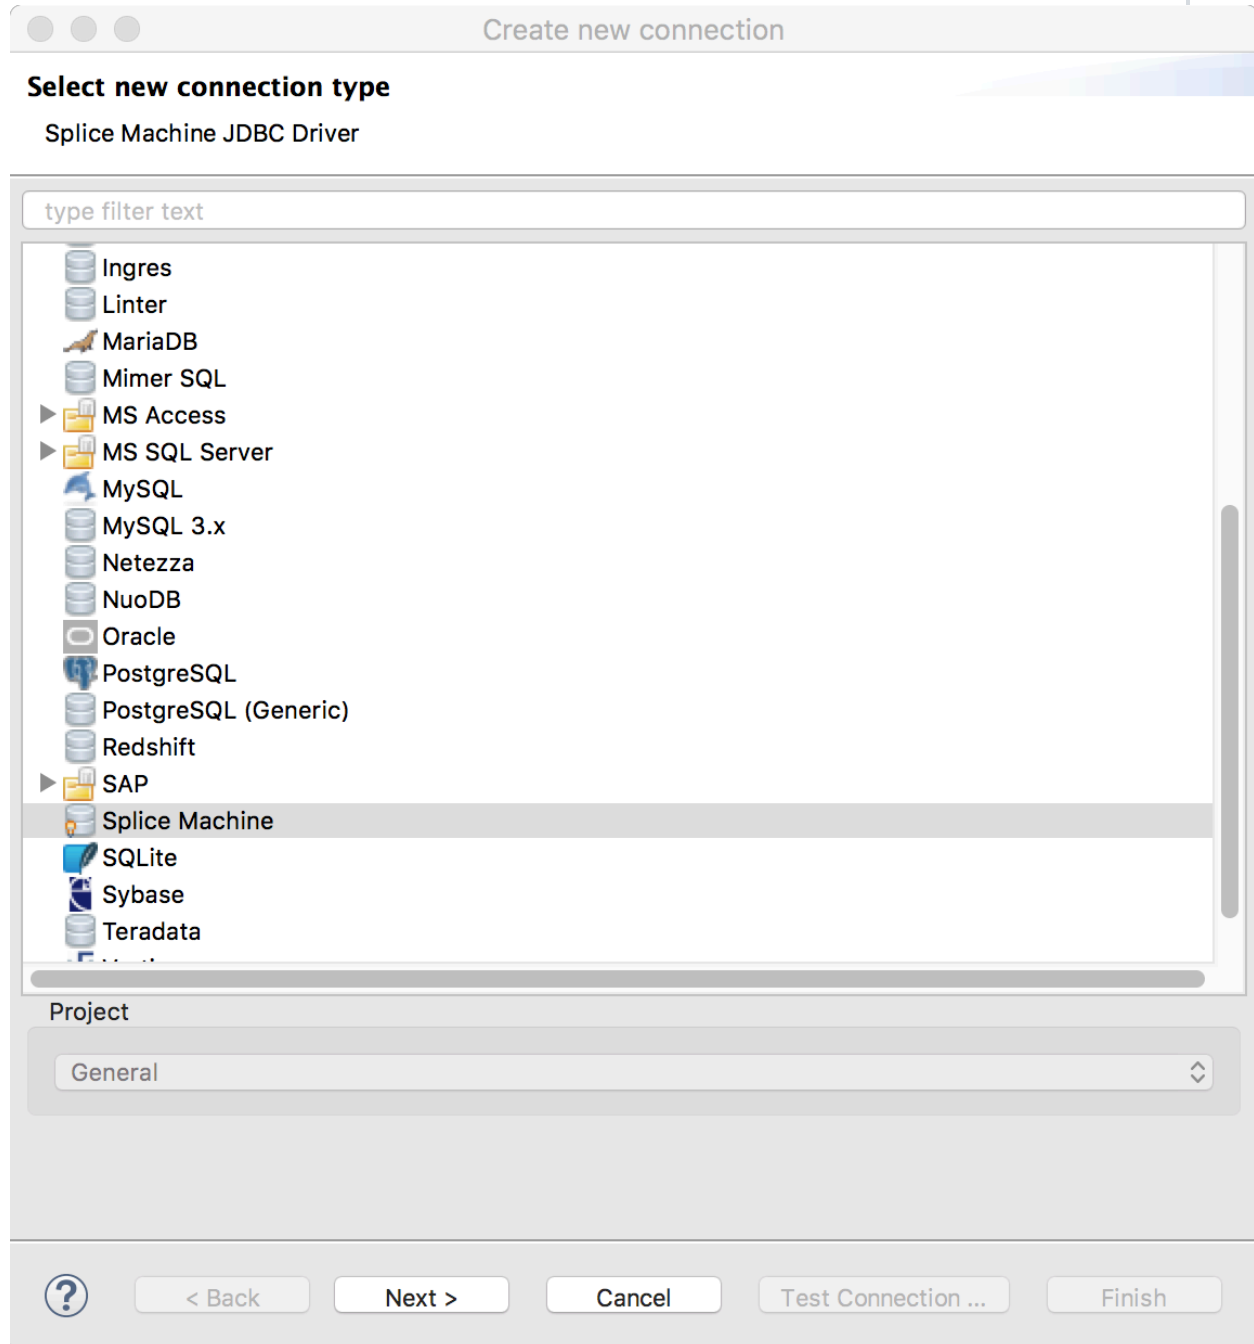 Create new connection
Select new connection type
Splice Machine JDBC Driver
type filter text
Ingres
Linter
MariaDB
Mimer SQL
MS Access
MS SQL Server
MySQL
MySQL 3.x
Netezza
NuoDB
Oracle
PostgreSQL
PostgreSQL (Generic)
Redshift
SAP
Splice Machine
SQLite
Sybase
Teradata
Project
General
? < Back Next > Cancel Test Connection ... Finish